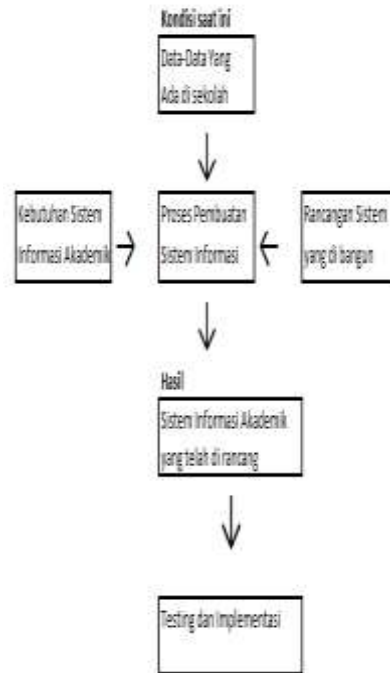 Kondisi saat ini
Data-Data Yang
Ada di sekolah
Kebutuhan Sistem
Informasi Akademik
Proses Pembuatan
Sistem Informasi
Rancangan Sistem
yang di bangun
Hasil
Sistem Informasi Akademik
yang telah di rancang
Testing dan Implementasi